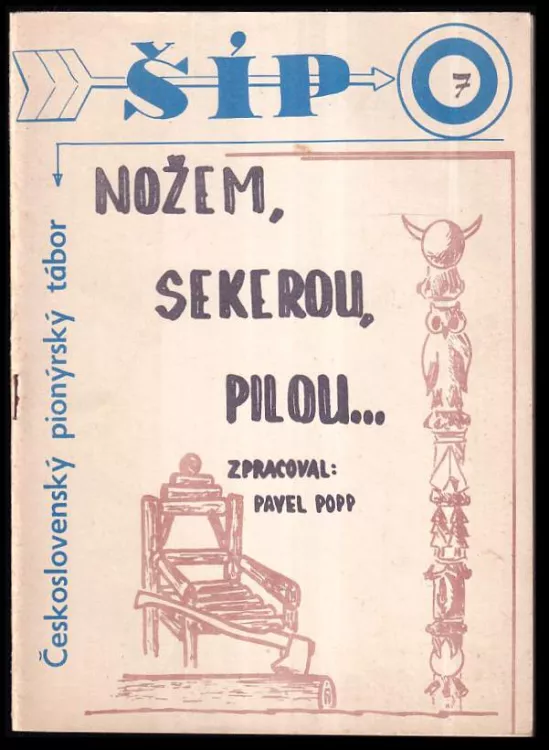 ŠÍP
7
Československý pionýrský tábor
NOŽEM,
SEKEROU,
PILOU...
ZPRACOVAL:
PAVEL POPP